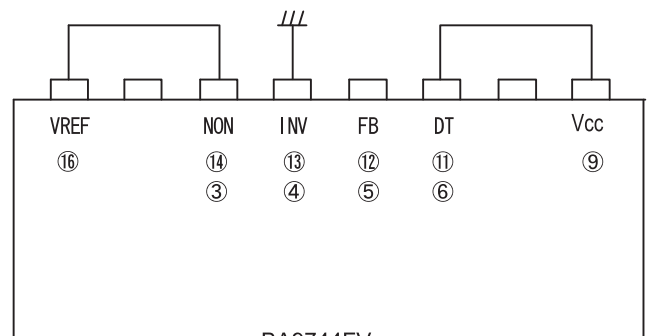 VREF NON INV FB DT Vcc
⑯ ⑭ ⑬ ⑫ ⑪ ⑨
③ ④ ⑤ ⑥